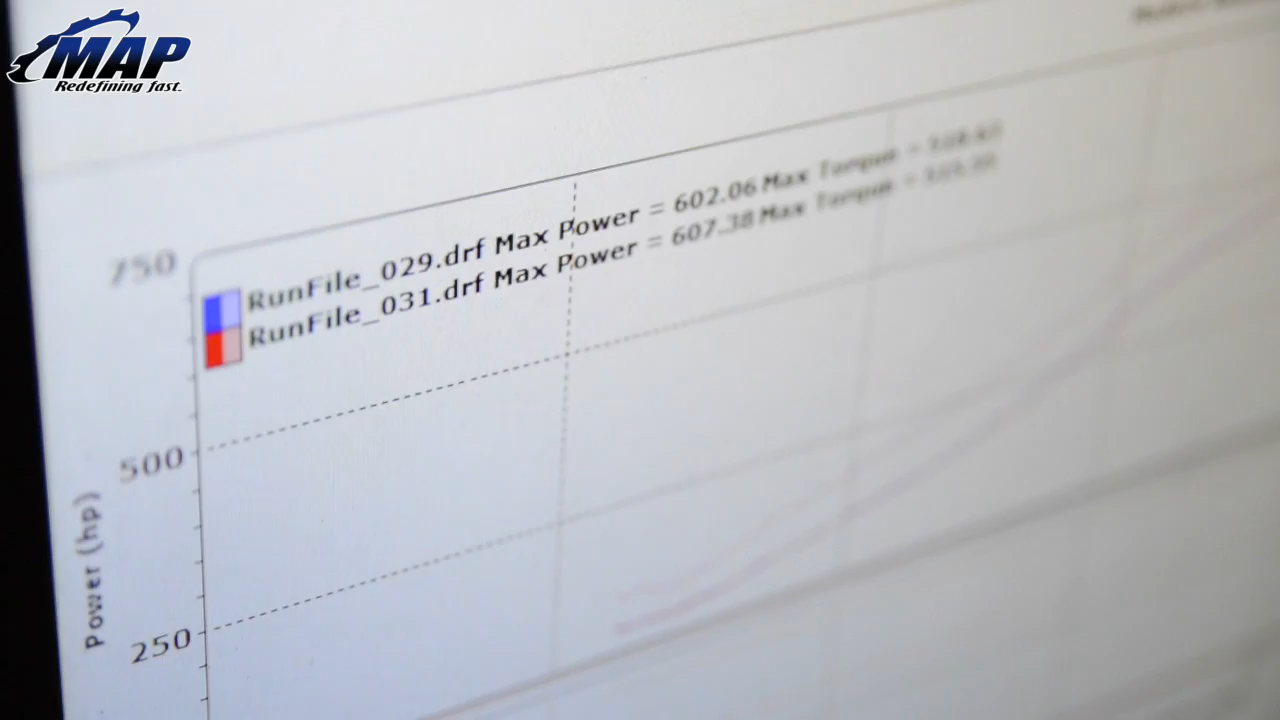 MAP
Redefining fast.
750
RunFile_029.drf Max Power = 602.06 Max Torque =
RunFile_031.drf Max Power = 607.38 Max Torque =
500
Power (hp)
250